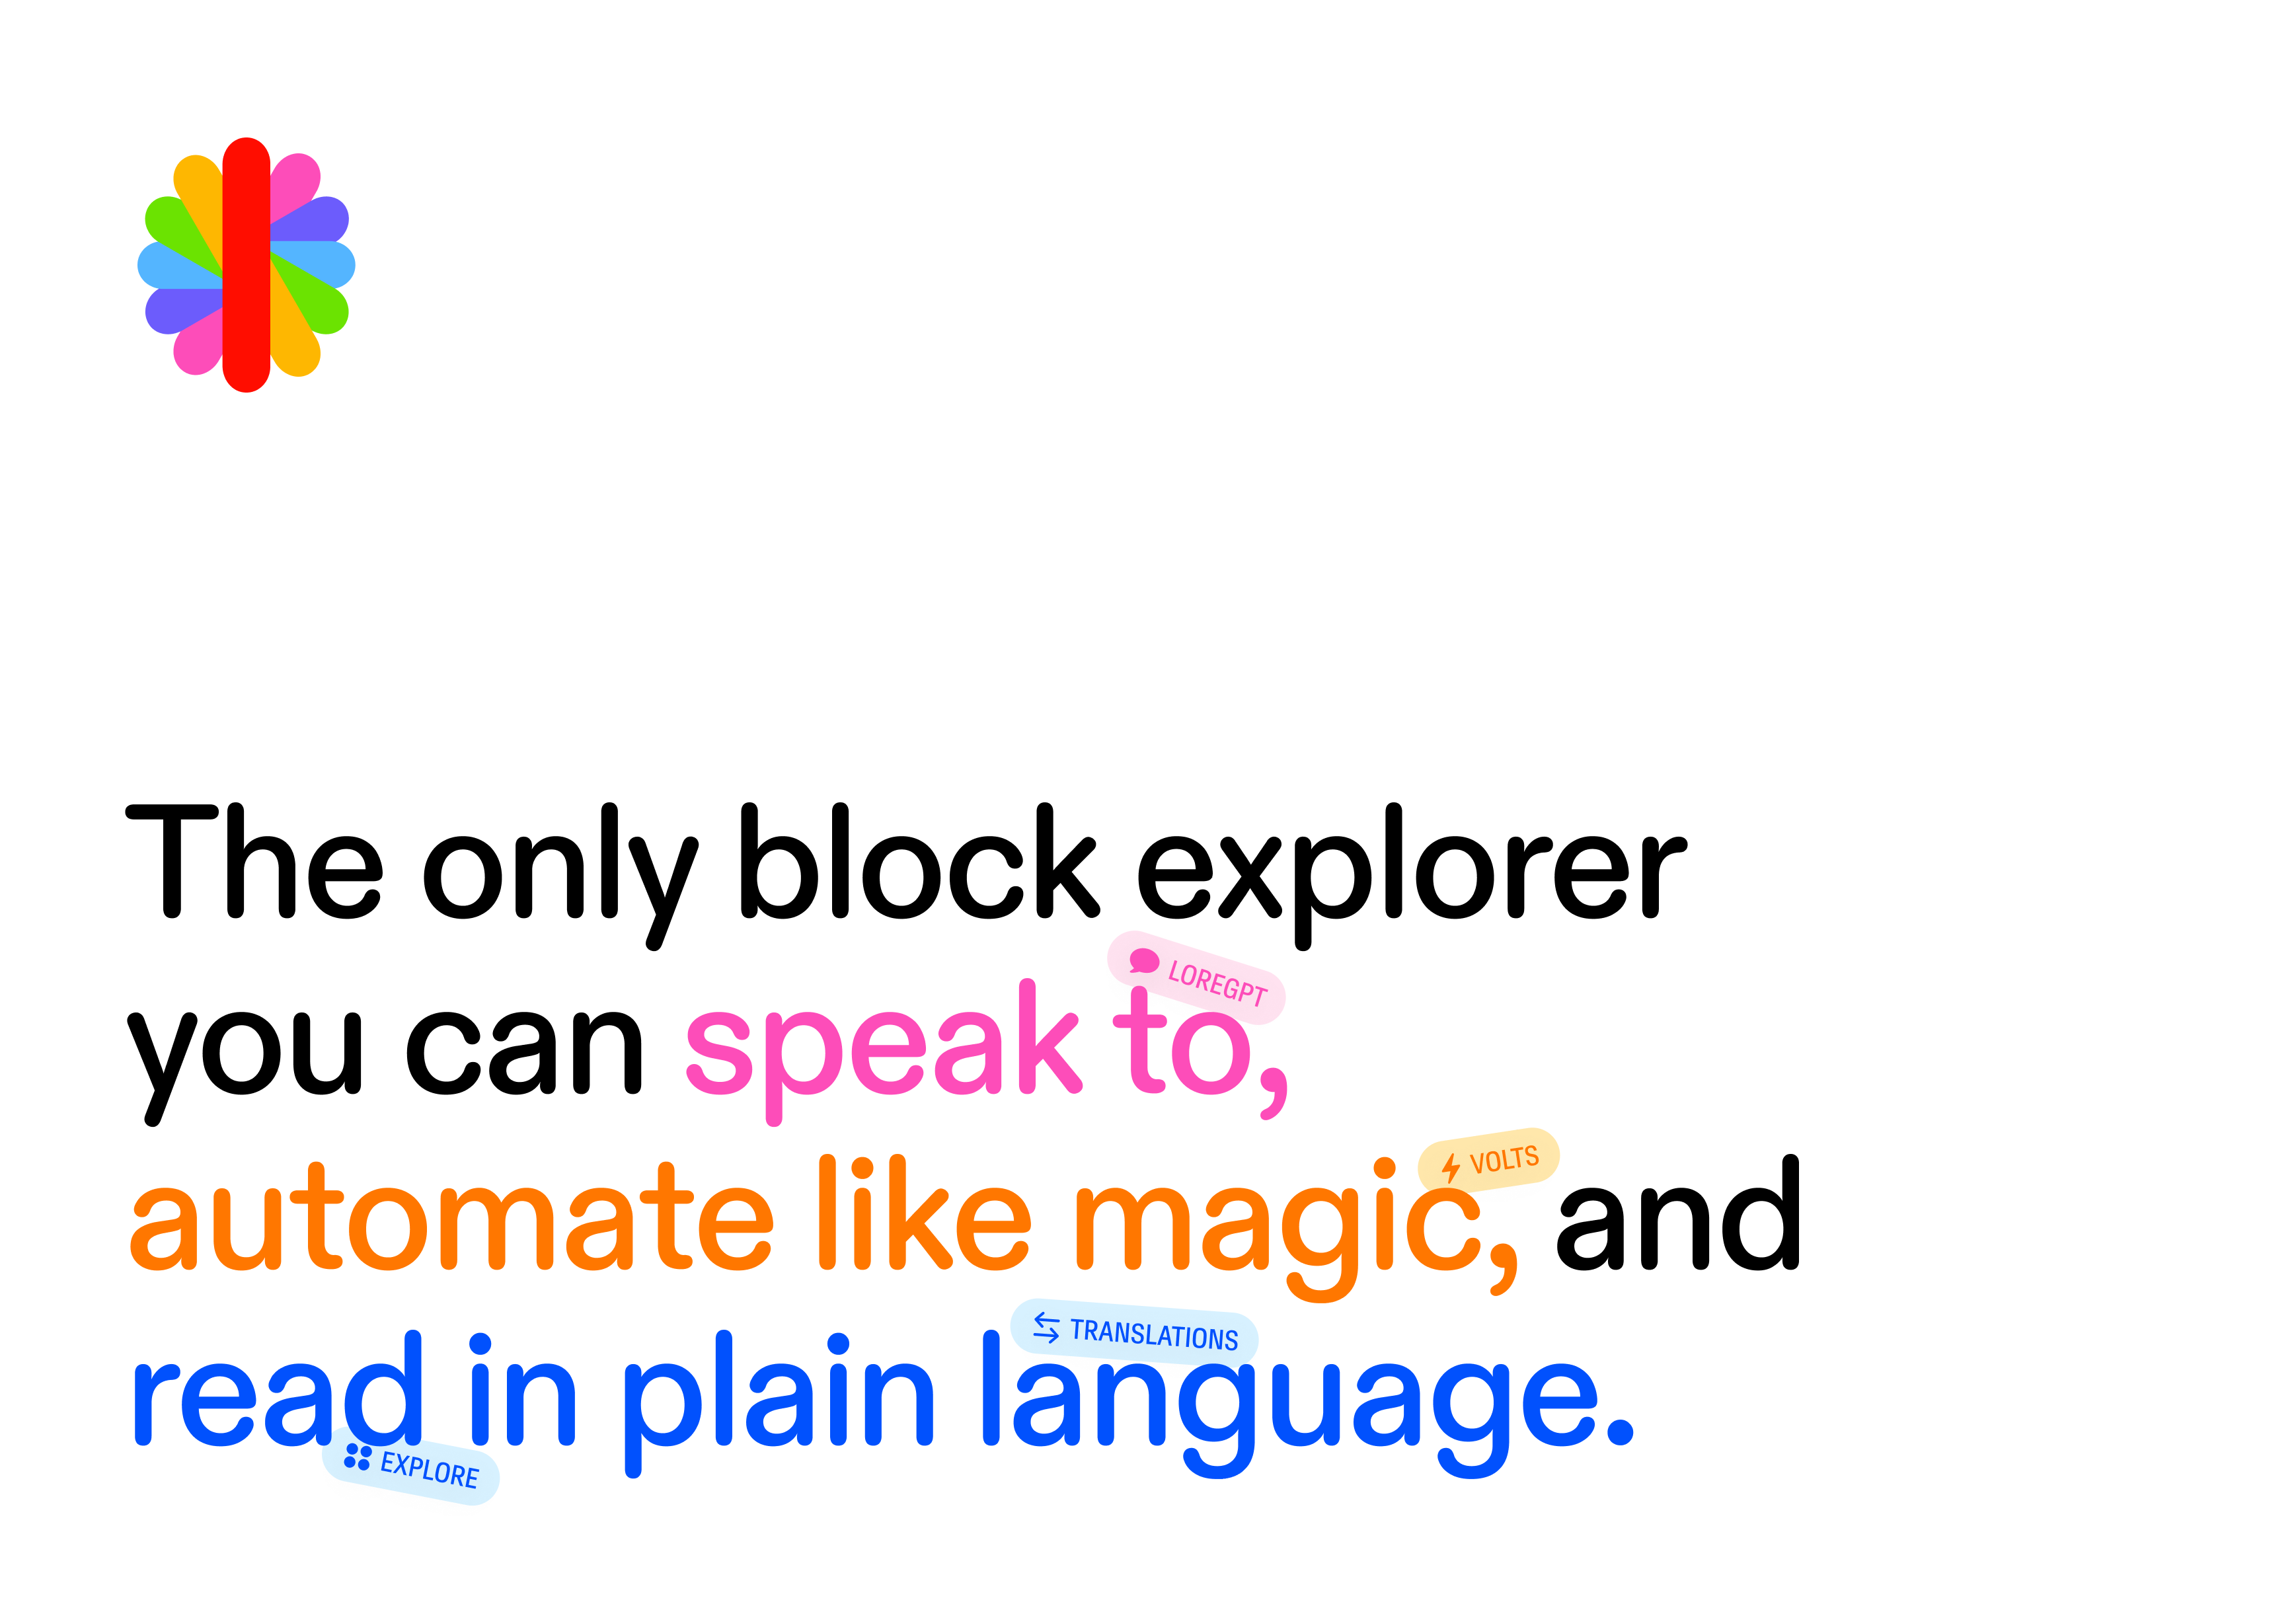 The only block explorer
LOREGPT
you can speak to,
VOLTS
automate like magic, and
TRANSLATIONS
read in plain language.
EXPLORE